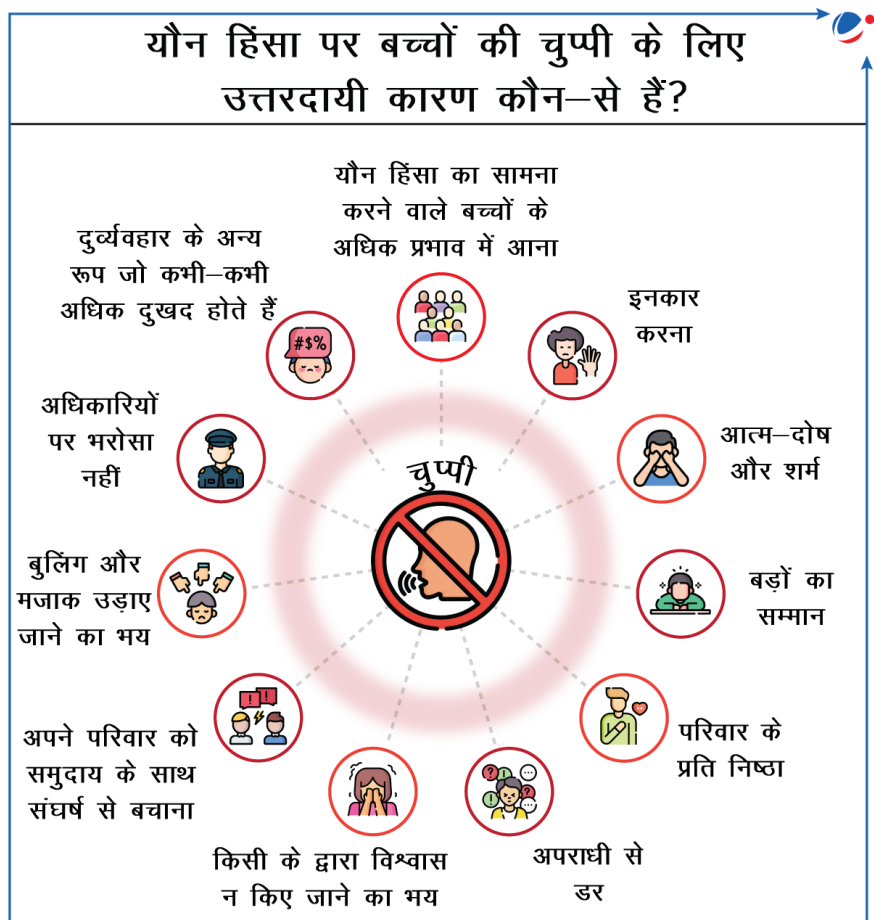 यौन हिंसा पर बच्चों की चुप्पी के लिए
उत्तरदायी कारण कौन–से हैं?
यौन हिंसा का सामना
करने वाले बच्चों के
अधिक प्रभाव में आना
इनकार
करना
आत्म–दोष
और शर्म
बड़ों का
सम्मान
परिवार के
प्रति निष्ठा
अपराधी से
डर
किसी के द्वारा विश्वास
न किए जाने का भय
अपने परिवार को
समुदाय के साथ
संघर्ष से बचाना
बुलिंग और
मजाक उड़ाए
जाने का भय
अधिकारियों
पर भरोसा
नहीं
दुर्व्यवहार के अन्य
रूप जो कभी–कभी
अधिक दुखद होते हैं
#$%
चुप्पी